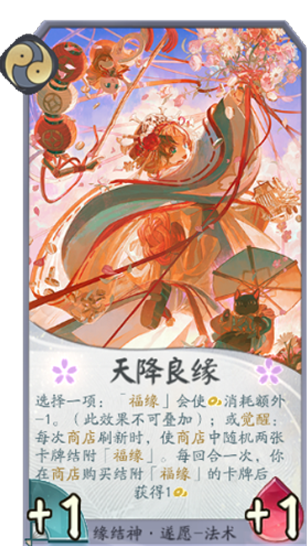 天降良缘
选择一项:「福缘」会使消耗额外
-1。(此效果不可叠加);或觉醒:
每次商店刷新时,使商店中随机两张
卡牌结附「福缘」。每回合一次,你
在商店购买结附「福缘」的卡牌后,
获得1
+1
缘结神·遂愿-法术
+1